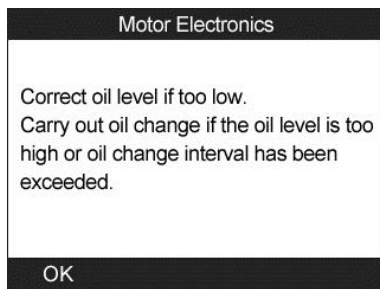 Motor Electronics
Correct oil level if too low.
Carry out oil change if the oil level is too
high or oil change interval has been
exceeded.
OK